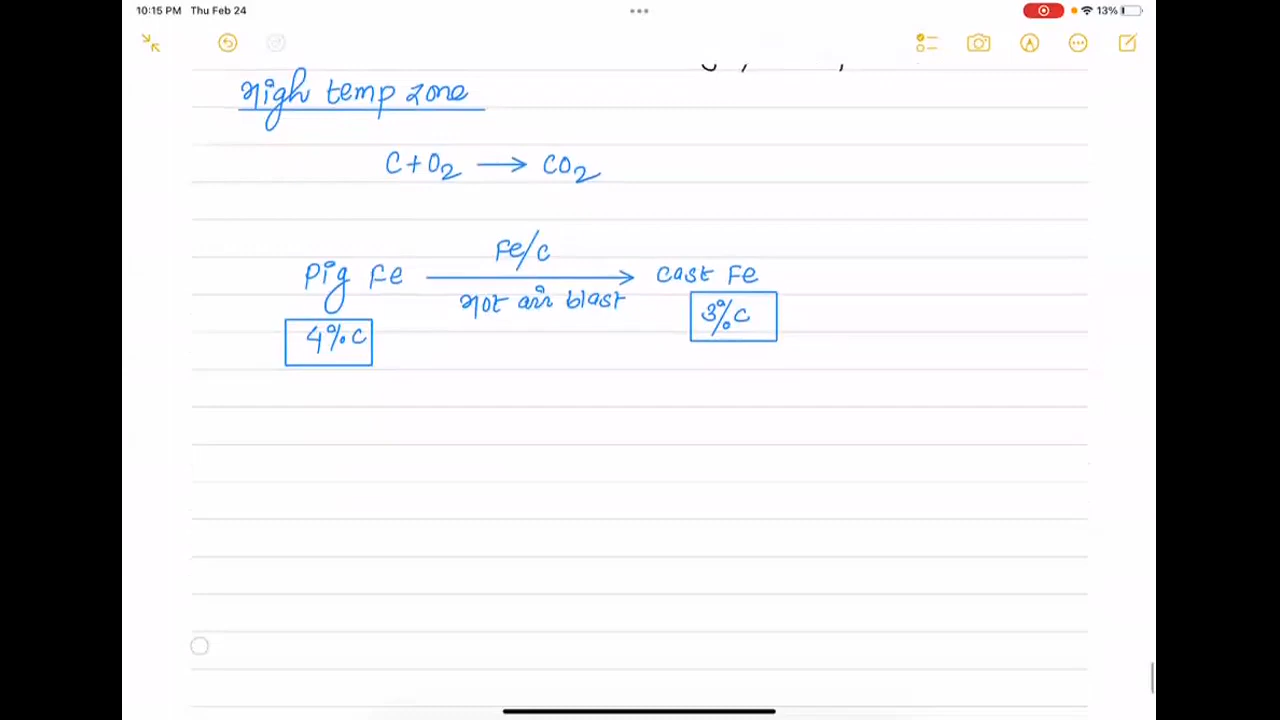 10:15 PM Thu Feb 24
13%
High temp zone
C + O2 → CO2
Fe/C
Pig Fe → Cast Fe
Hot air blast
4% C
3% C